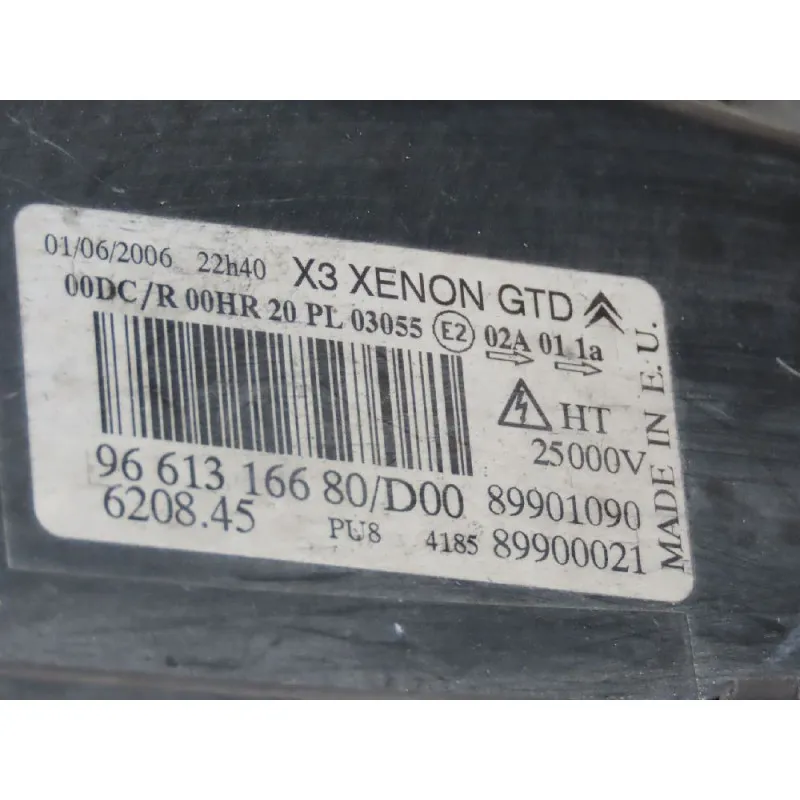 01/06/2006 22h40 X3 XENON GTD
00DC/R 00HR 20 PL 03055 E2 02A 01 1a
HT
25000V
96 613 166 80/D00 89901090
6208.45 PU8 4185 89900021
MADE IN E.U.